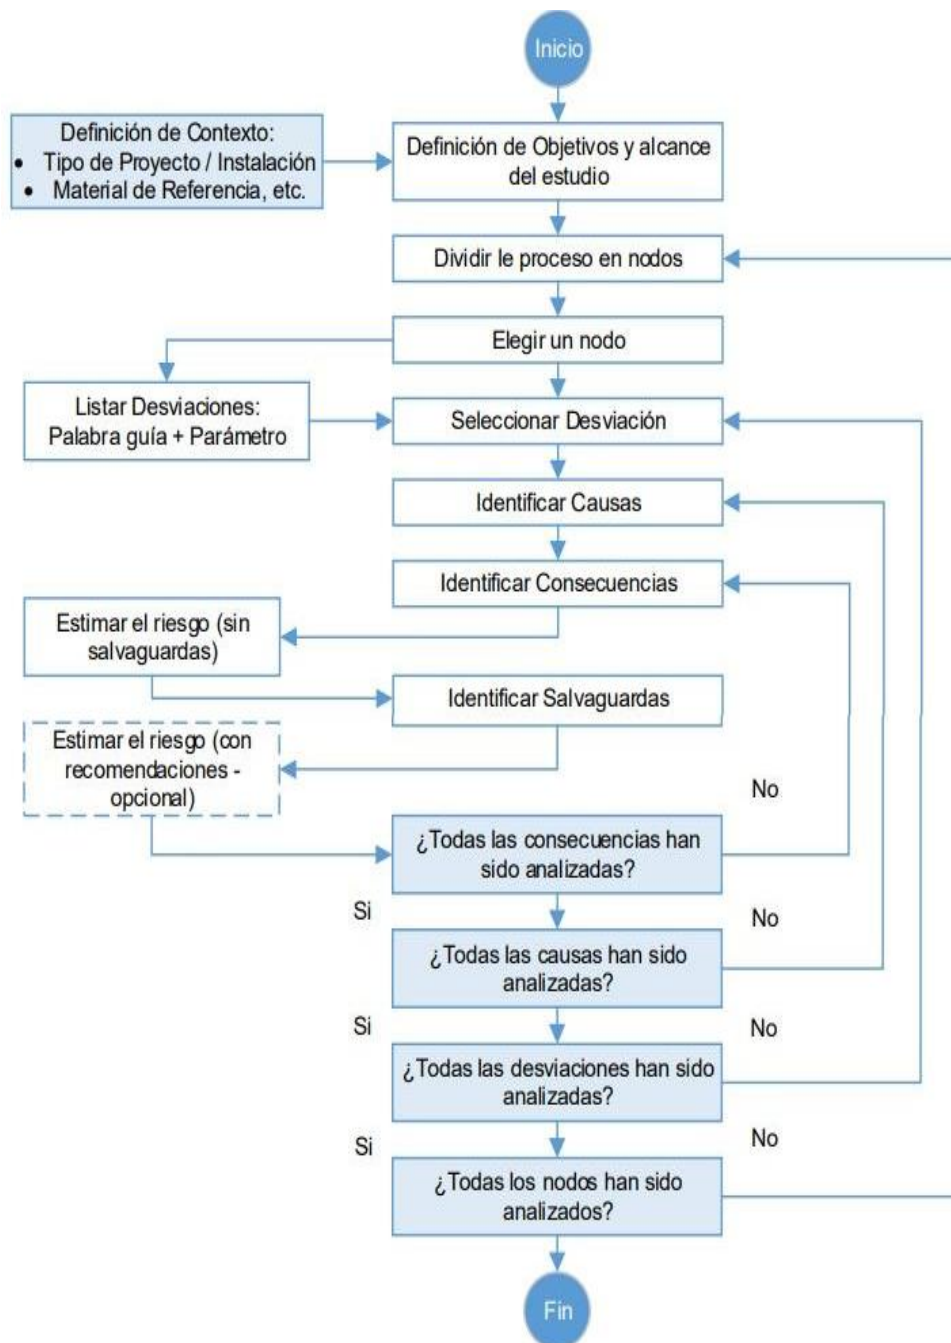 Inicio
Definición de Contexto:
• Tipo de Proyecto / Instalación
• Material de Referencia, etc.
Definición de Objetivos y alcance
del estudio
Dividir le proceso en nodos
Elegir un nodo
Listar Desviaciones:
Palabra guía + Parámetro
Seleccionar Desviación
Identificar Causas
Identificar Consecuencias
Estimar el riesgo (sin
salvaguardas)
Identificar Salvaguardas
Estimar el riesgo (con
recomendaciones -
opcional)
No
¿Todas las consecuencias han
sido analizadas?
Si
No
¿Todas las causas han sido
analizadas?
Si
No
¿Todas las desviaciones han sido
analizadas?
Si
No
¿Todas los nodos han sido
analizados?
Fin